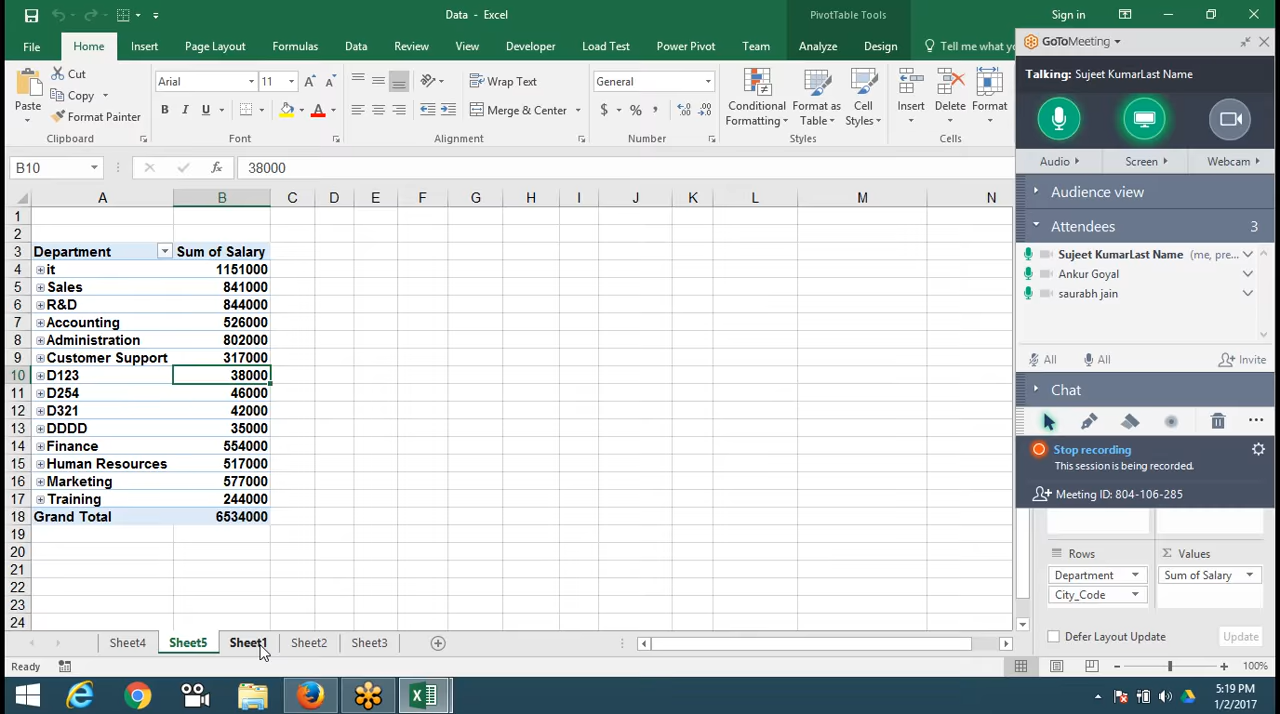 Data - Excel
PivotTable Tools
Sign in
File
Home
Insert
Page Layout
Formulas
Data
Review
View
Developer
Load Test
Power Pivot
Team
Analyze
Design
Tell me what yo
GoToMeeting
Talking: Sujeet KumarLast Name
Paste
Cut
Copy
Format Painter
Clipboard
Arial
11
B I U
Font
Wrap Text
Merge & Center
Alignment
General
$ % ,
Number
Conditional Formatting
Format as Table
Cell Styles
Styles
Insert
Delete
Format
Cells
Audio
Screen
Webcam
B10
fx
38000
Audience view
Attendees 3
Sujeet KumarLast Name (me, pre...
Ankur Goyal
saurabh jain
All
All
Invite
Chat
Stop recording
This session is being recorded.
Meeting ID: 804-106-285
A B C D E F G H I J K L M N
1
2
3 Department Sum of Salary
4 it 1151000
5 Sales 841000
6 R&D 844000
7 Accounting 526000
8 Administration 802000
9 Customer Support 317000
10 D123 38000
11 D254 46000
12 D321 42000
13 DDDD 35000
14 Finance 554000
15 Human Resources 517000
16 Marketing 577000
17 Training 244000
18 Grand Total 6534000
19
20
21
22
23
24
Rows
Σ Values
Department
Sum of Salary
City_Code
Defer Layout Update
Update
Sheet4
Sheet5
Sheet1
Sheet2
Sheet3
Ready
100%
5:19 PM
1/2/2017